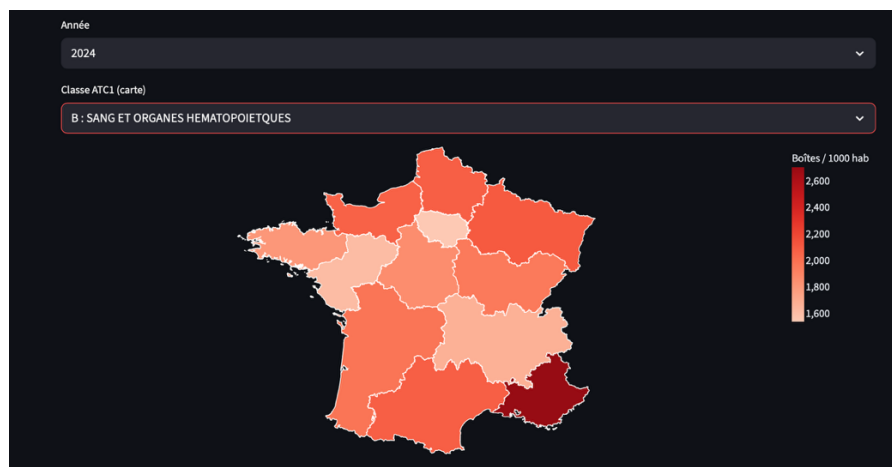 Année
2024
Classe ATC1 (carte)
B : SANG ET ORGANES HEMATOPOIETQUES
Boîtes / 1000 hab
2,600
2,400
2,200
2,000
1,800
1,600